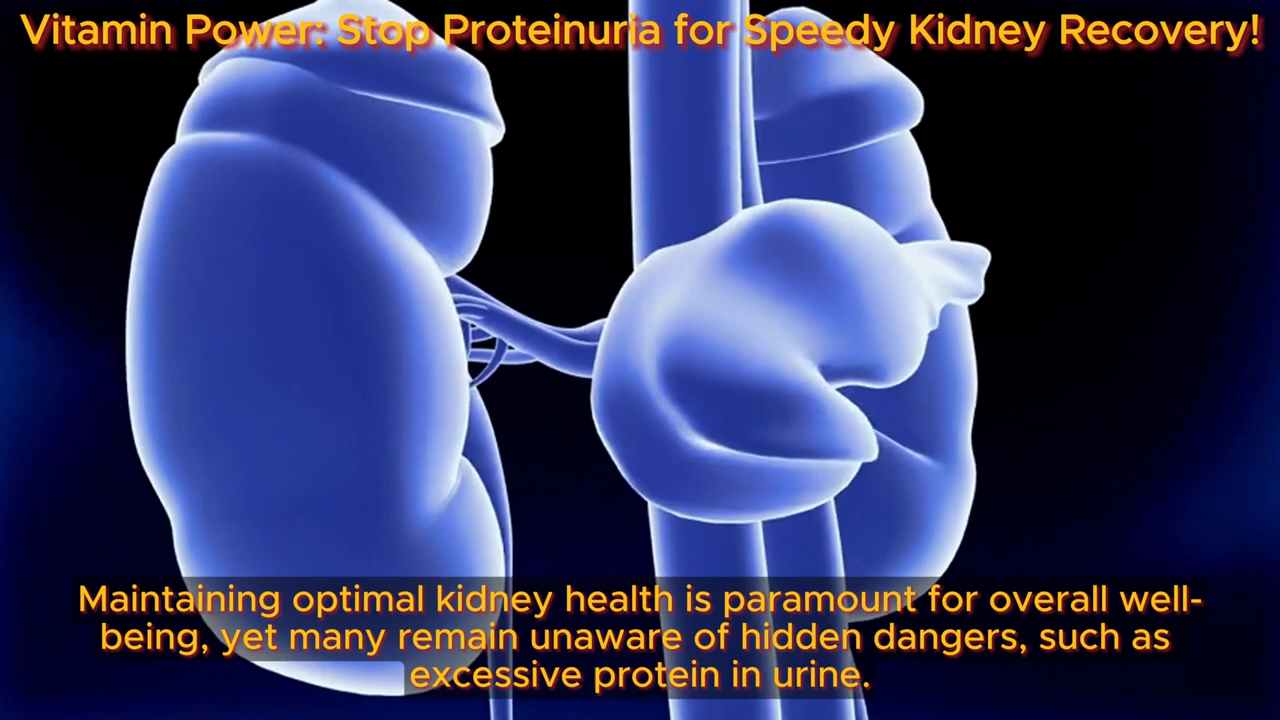 Vitamin Power: Stop Proteinuria for Speedy Kidney Recovery!
Maintaining optimal kidney health is paramount for overall well-
being, yet many remain unaware of hidden dangers, such as
excessive protein in urine.